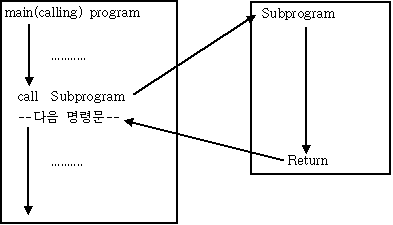 main(calling) program
...........
call Subprogram
--다음 명령문--
..........
Subprogram
Return